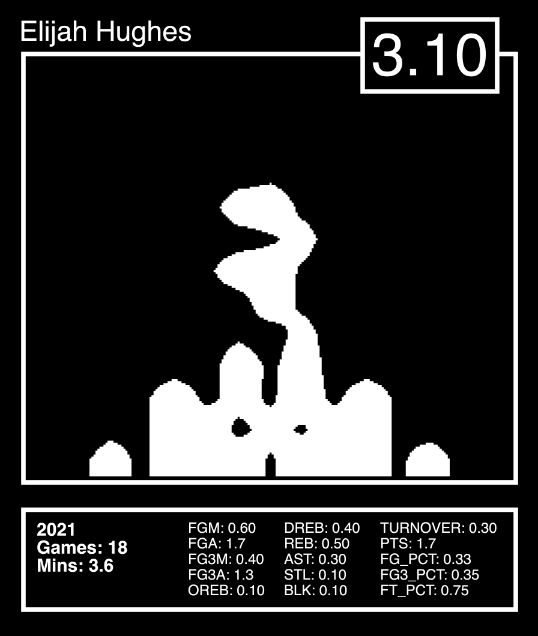 Elijah Hughes
3.10
2021
Games: 18
Mins: 3.6
FGM: 0.60
FGA: 1.7
FG3M: 0.40
FG3A: 1.3
OREB: 0.10
DREB: 0.40
REB: 0.50
AST: 0.30
STL: 0.10
BLK: 0.10
TURNOVER: 0.30
PTS: 1.7
FG_PCT: 0.33
FG3_PCT: 0.35
FT_PCT: 0.75